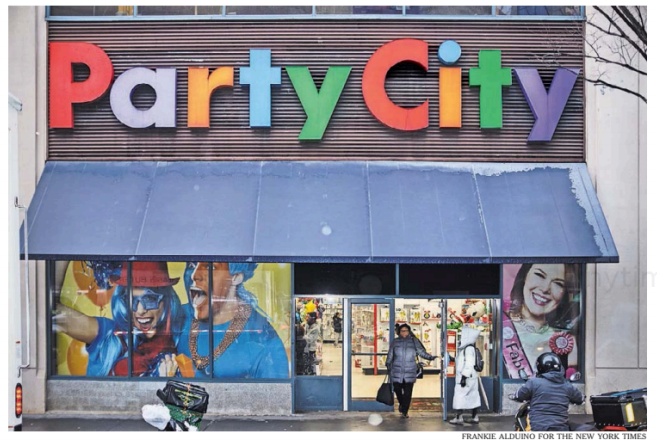 Party City
FRANKIE ALDUINO FOR THE NEW YORK TIMES